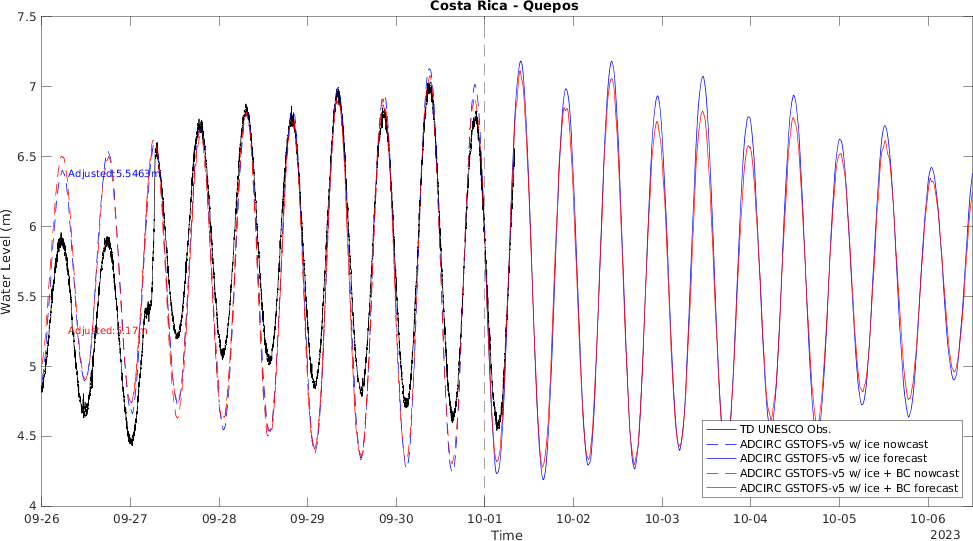 Costa Rica - Quepos
7.5
7
6.5
6
5.5
5
4.5
4
Water Level (m)
Adjusted:5.5463m
Adjusted:5.17m
TD UNESCO Obs.
ADCIRC GSTOFS-v5 w/ ice nowcast
ADCIRC GSTOFS-v5 w/ ice forecast
ADCIRC GSTOFS-v5 w/ ice + BC nowcast
ADCIRC GSTOFS-v5 w/ ice + BC forecast
09-26 09-27 09-28 09-29 09-30 10-01 10-02 10-03 10-04 10-05 10-06
Time
2023